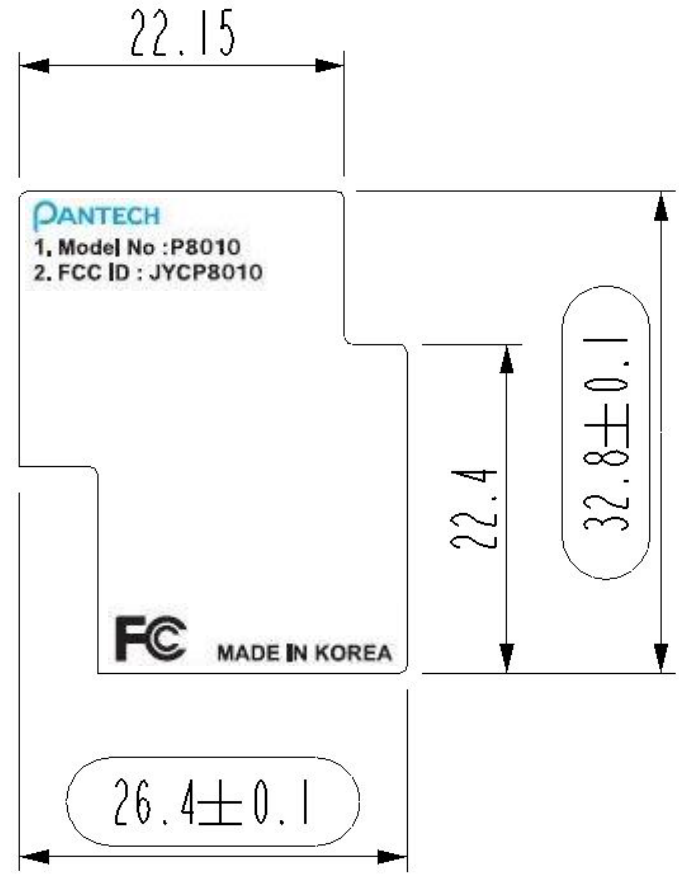 22.15
PANTECH
1. Model No :P8010
2. FCC ID : JYCP8010
32.8±0.1
22.4
FC MADE IN KOREA
26.4±0.1